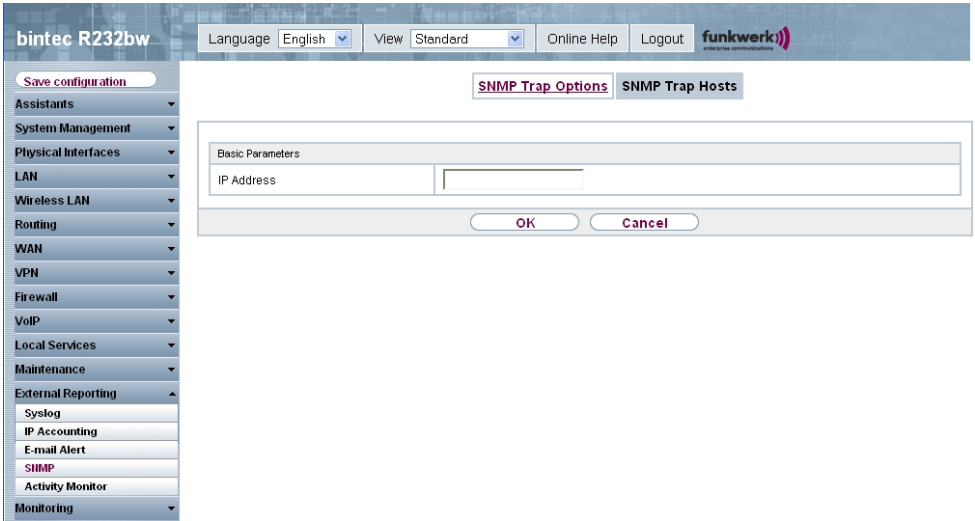 bintec R232bw
Language English View Standard Online Help Logout funkwerk
enterprise communications
Save configuration
SNMP Trap Options SNMP Trap Hosts
Assistants
System Management
Physical Interfaces
LAN
Wireless LAN
Routing
WAN
VPN
Firewall
VoIP
Local Services
Maintenance
External Reporting
Syslog
IP Accounting
E-mail Alert
SNMP
Activity Monitor
Monitoring
Basic Parameters
IP Address
OK Cancel